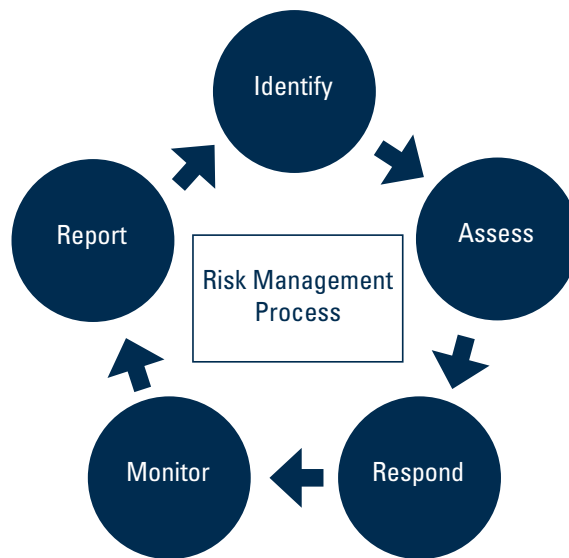 Identify
Assess
Respond
Monitor
Report
Risk Management
Process